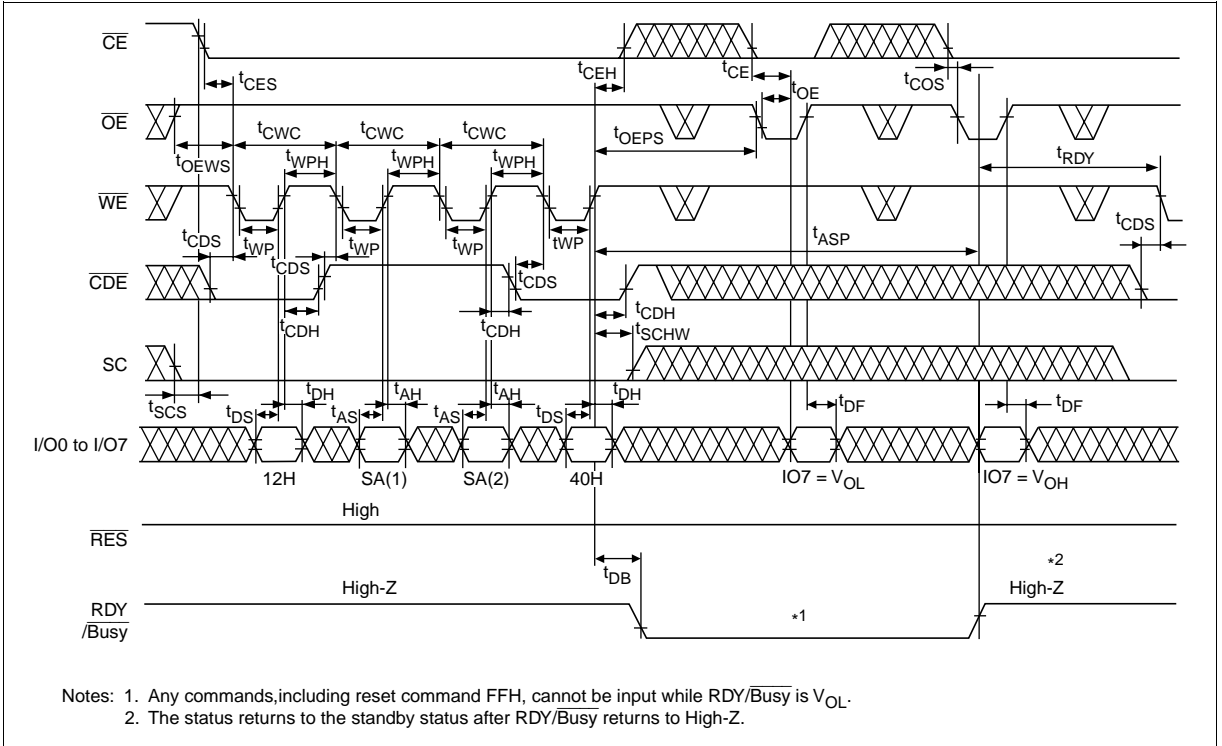 CE
tCES
tCEH
tCE
tOE
tCOS
OE
tOEWS
tCWC
tCWC
tCWC
tOEPS
tWPH
tWPH
tWPH
tRDY
WE
tCDS
tWP
tCDS
tWP
tWP
tWP
tCDS
tASP
tCDS
CDE
tCDH
tCDH
tCDH
tSCHW
SC
tSCS
tDS
tDH
tAS
tAH
tAS
tAH
tDS
tDH
tDF
tDF
I/O0 to I/O7
12H
SA(1)
SA(2)
40H
IO7 = VOL
IO7 = VOH
High
RES
tDB
*2
High-Z
High-Z
RDY
/Busy
*1
Notes: 1. Any commands,including reset command FFH, cannot be input while RDY/Busy is VOL.
2. The status returns to the standby status after RDY/Busy returns to High-Z.